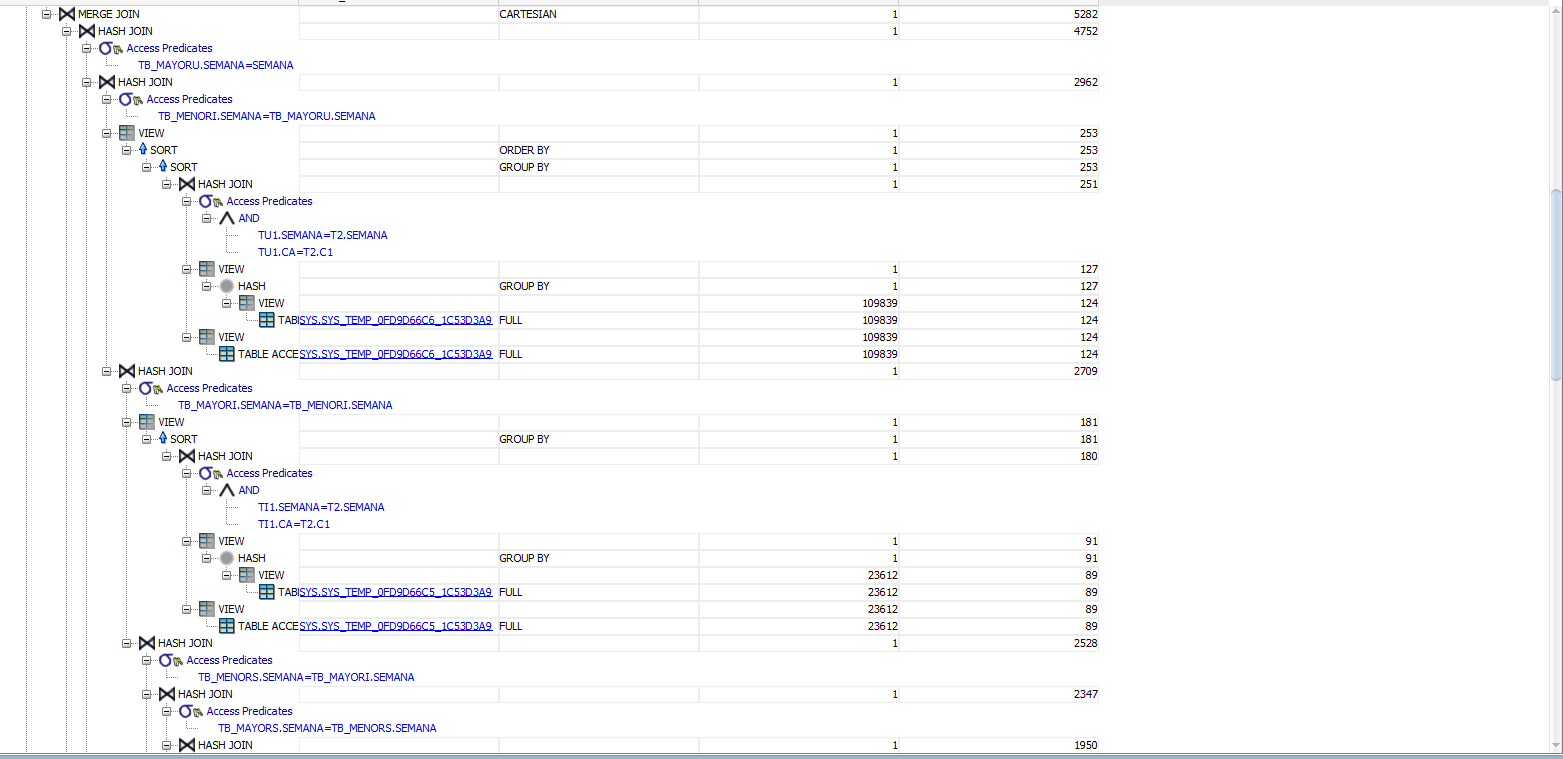 MERGE JOIN CARTESIAN 1 5282
HASH JOIN 1 4752
Access Predicates
TB_MAYORU.SEMANA=SEMANA
HASH JOIN 1 2962
Access Predicates
TB_MENORI.SEMANA=TB_MAYORU.SEMANA
VIEW 1 253
SORT ORDER BY 1 253
SORT GROUP BY 1 253
HASH JOIN 1 251
Access Predicates
AND
TU1.SEMANA=T2.SEMANA
TU1.CA=T2.C1
VIEW 1 127
HASH GROUP BY 1 127
VIEW 109839 124
TABI SYS.SYS_TEMP_0FD9D66C6_1C53D3A9 FULL 109839 124
VIEW 109839 124
TABLE ACCE SYS.SYS_TEMP_0FD9D66C6_1C53D3A9 FULL 109839 124
HASH JOIN 1 2709
Access Predicates
TB_MAYORI.SEMANA=TB_MENORI.SEMANA
VIEW 1 181
SORT GROUP BY 1 181
HASH JOIN 1 180
Access Predicates
AND
TI1.SEMANA=T2.SEMANA
TI1.CA=T2.C1
VIEW 1 91
HASH GROUP BY 1 91
VIEW 23612 89
TABI SYS.SYS_TEMP_0FD9D66C5_1C53D3A9 FULL 23612 89
VIEW 23612 89
TABLE ACCE SYS.SYS_TEMP_0FD9D66C5_1C53D3A9 FULL 23612 89
HASH JOIN 1 2528
Access Predicates
TB_MENORS.SEMANA=TB_MAYORI.SEMANA
HASH JOIN 1 2347
Access Predicates
TB_MAYORS.SEMANA=TB_MENORS.SEMANA
HASH JOIN 1 1950